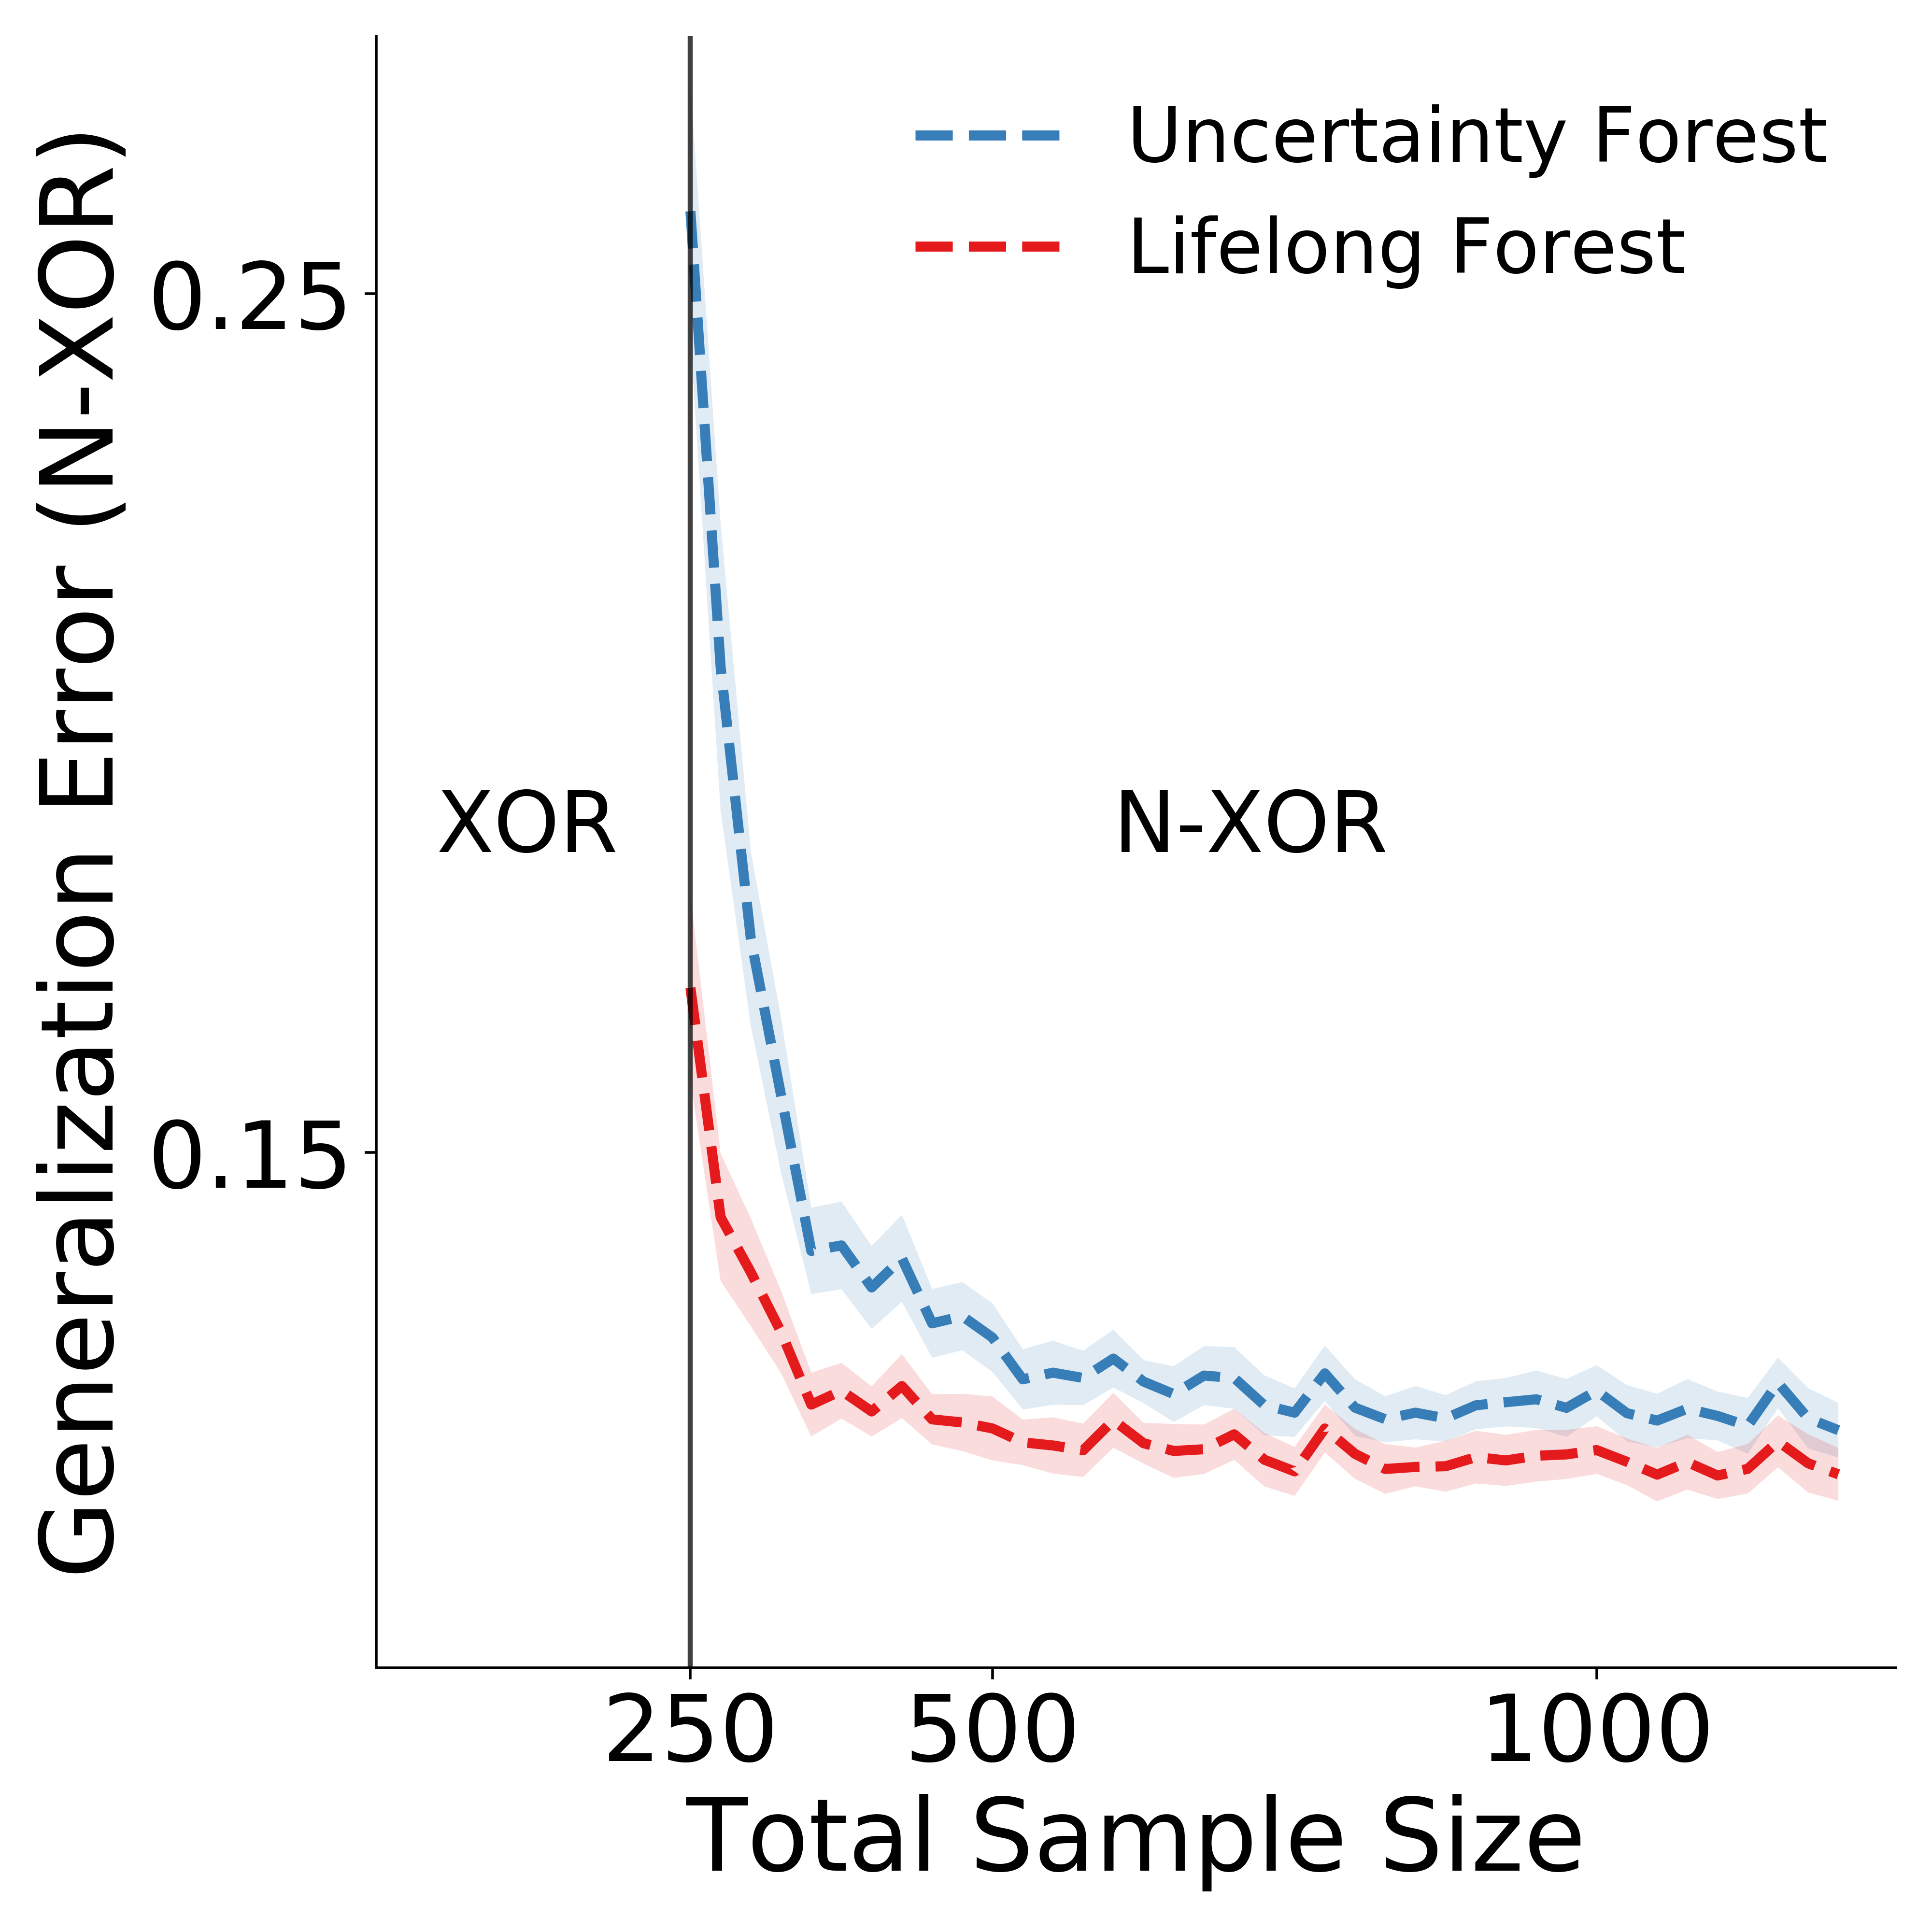 Generalization Error (N-XOR)
Uncertainty Forest
Lifelong Forest
0.25
XOR
N-XOR
0.15
250
500
1000
Total Sample Size